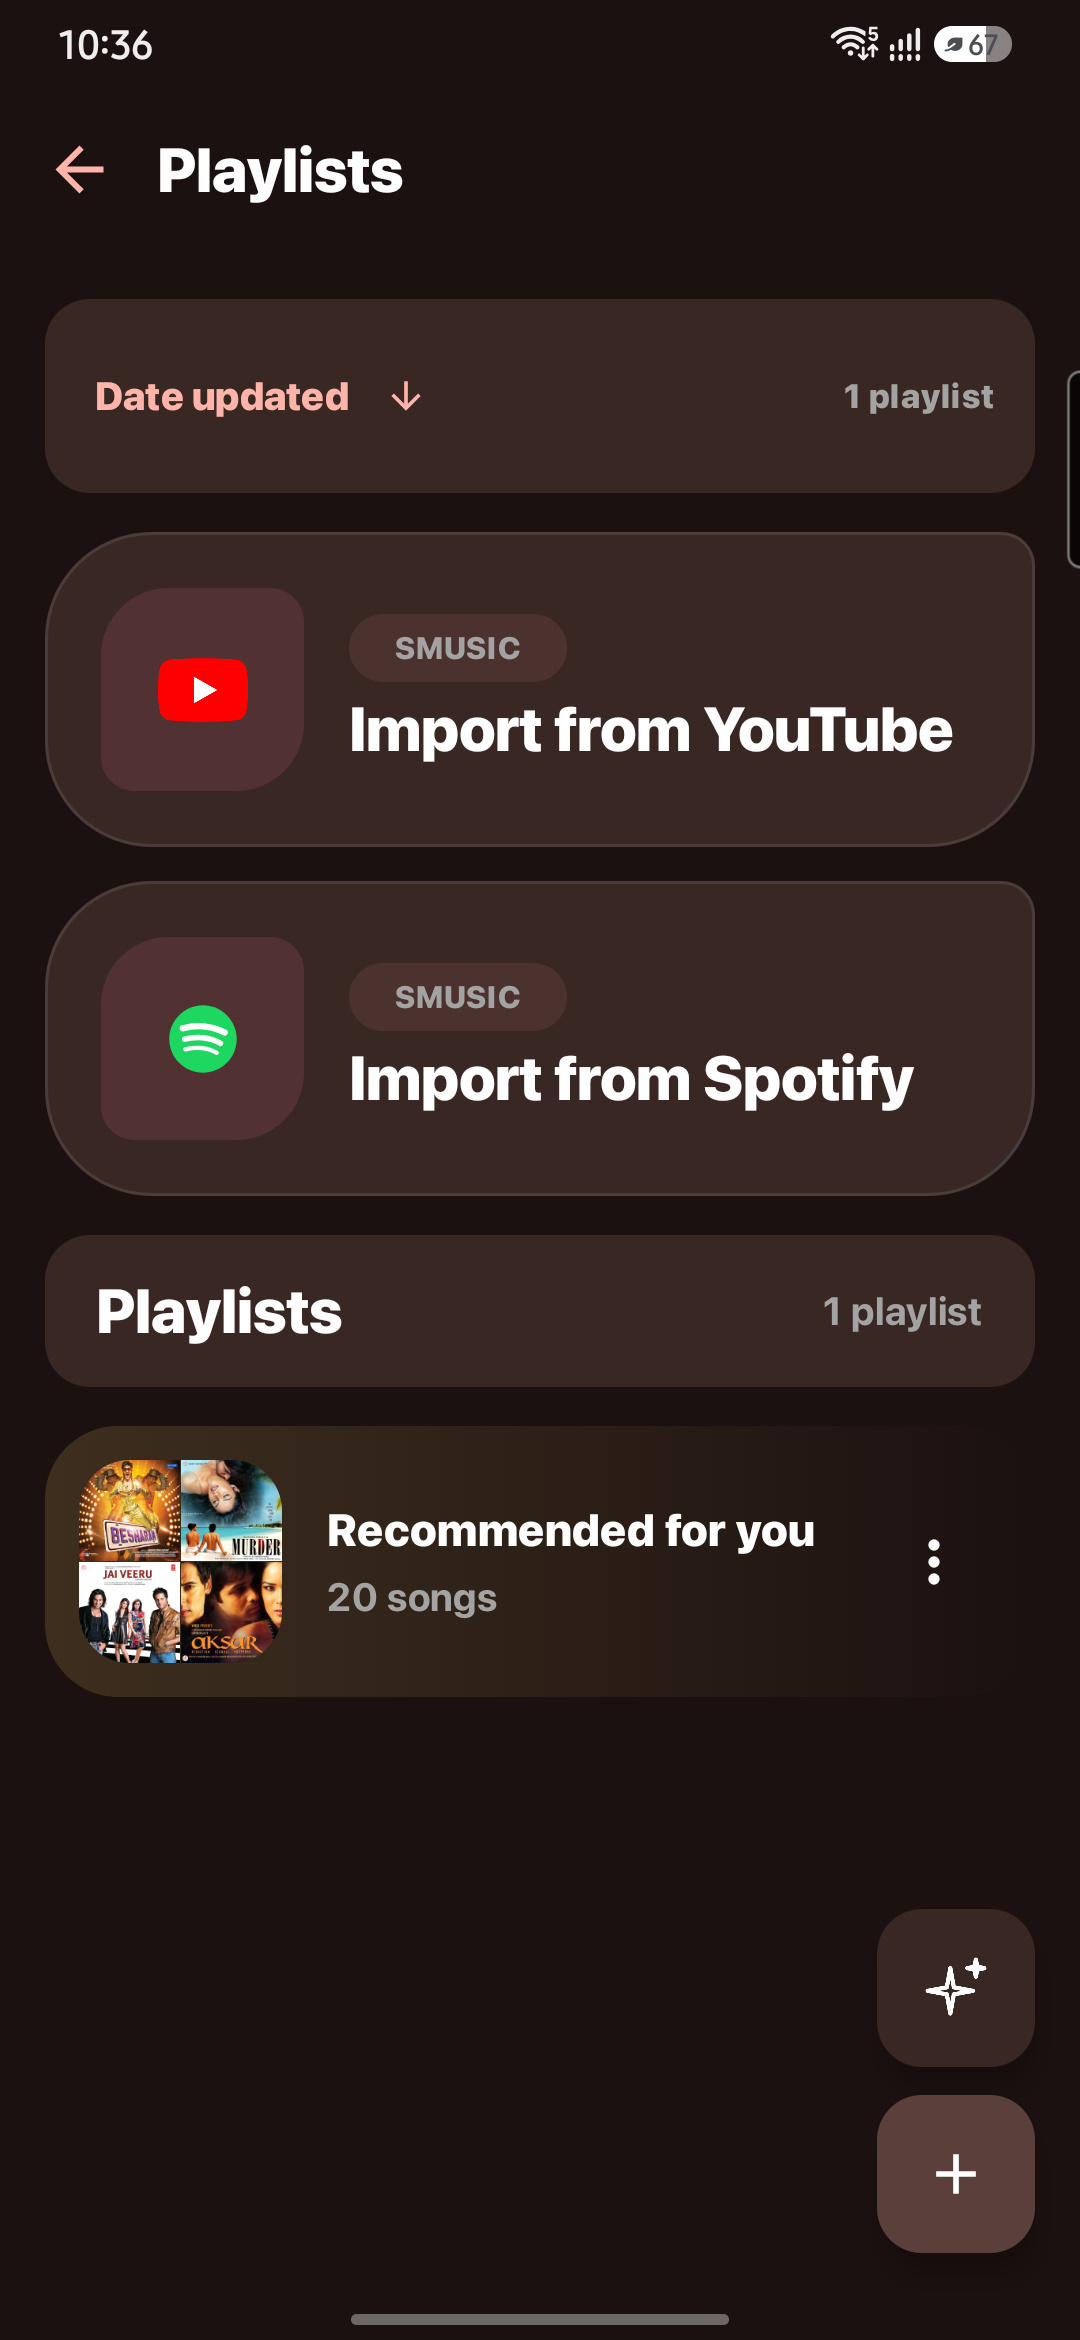 10:36
5
67
Playlists
Date updated
1 playlist
SMUSIC
Import from YouTube
SMUSIC
Import from Spotify
Playlists
1 playlist
BESHARAM
MURDER
JAI VEERU
aksar
Recommended for you
20 songs